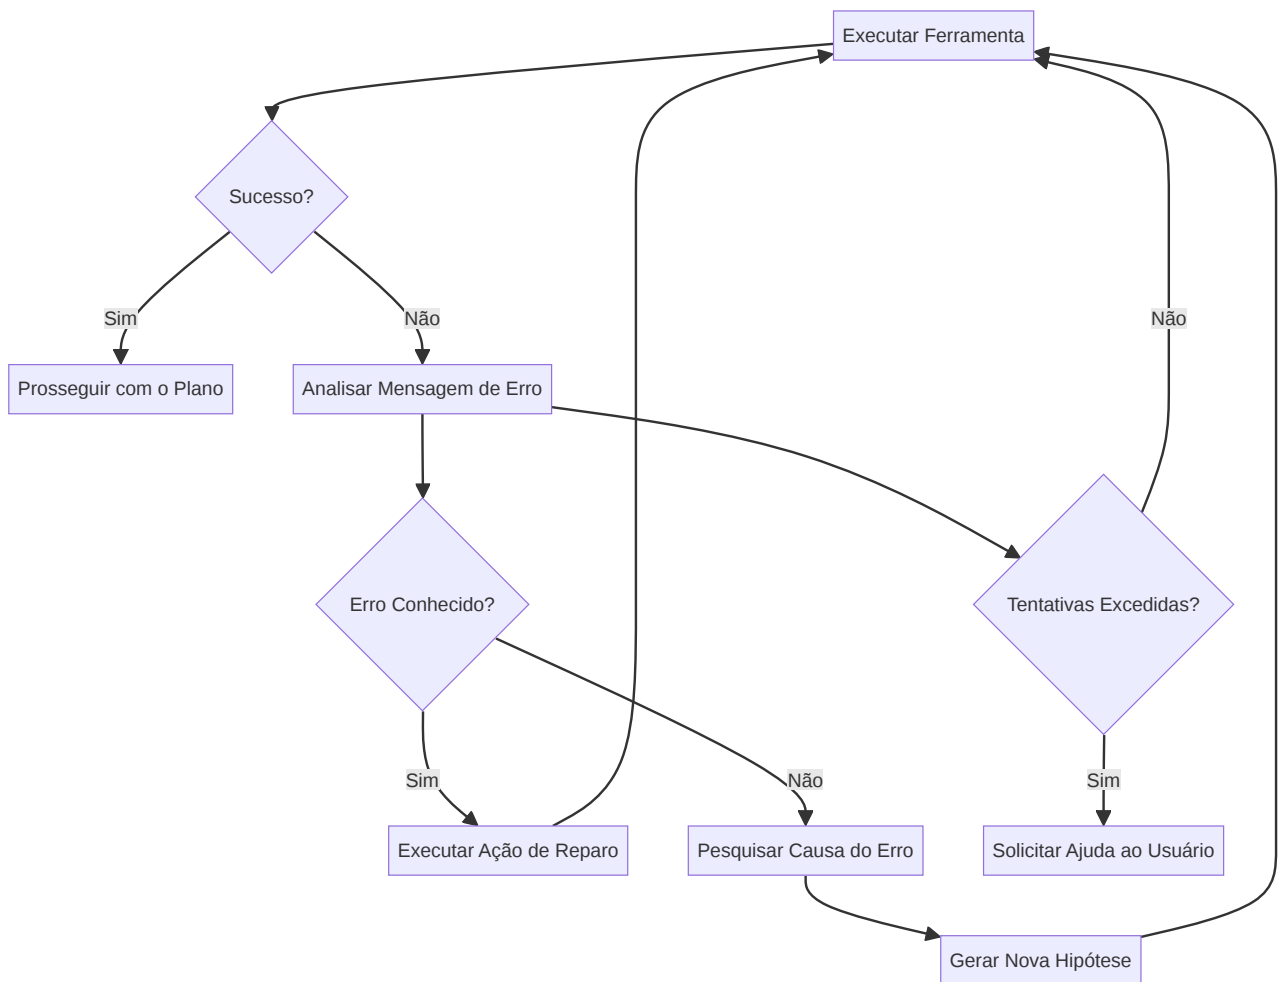 Executar Ferramenta
Sucesso?
Sim
Não
Não
Prosseguir com o Plano
Analisar Mensagem de Erro
Erro Conhecido?
Tentativas Excedidas?
Sim
Não
Sim
Executar Ação de Reparo
Pesquisar Causa do Erro
Solicitar Ajuda ao Usuário
Gerar Nova Hipótese